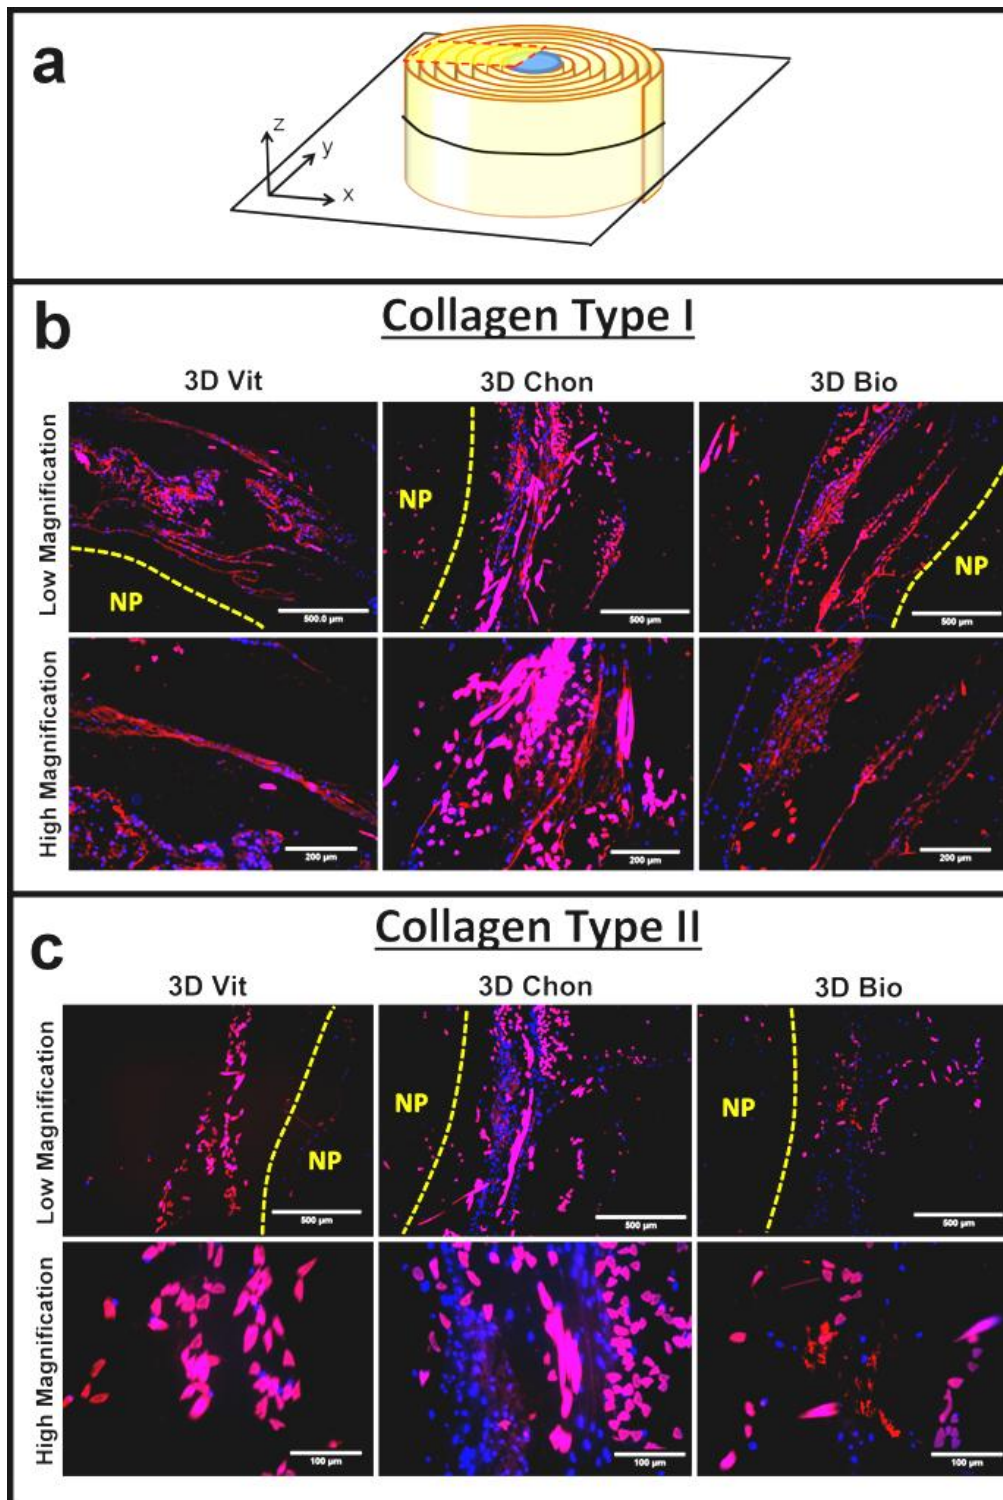 a
z
y
x
b
Collagen Type I
3D Vit
3D Chon
3D Bio
Low Magnification
NP
500.0 µm
NP
500 µm
NP
500 µm
High Magnification
200 µm
200 µm
200 µm
c
Collagen Type II
3D Vit
3D Chon
3D Bio
Low Magnification
NP
500 µm
NP
500 µm
NP
500 µm
High Magnification
100 µm
100 µm
100 µm